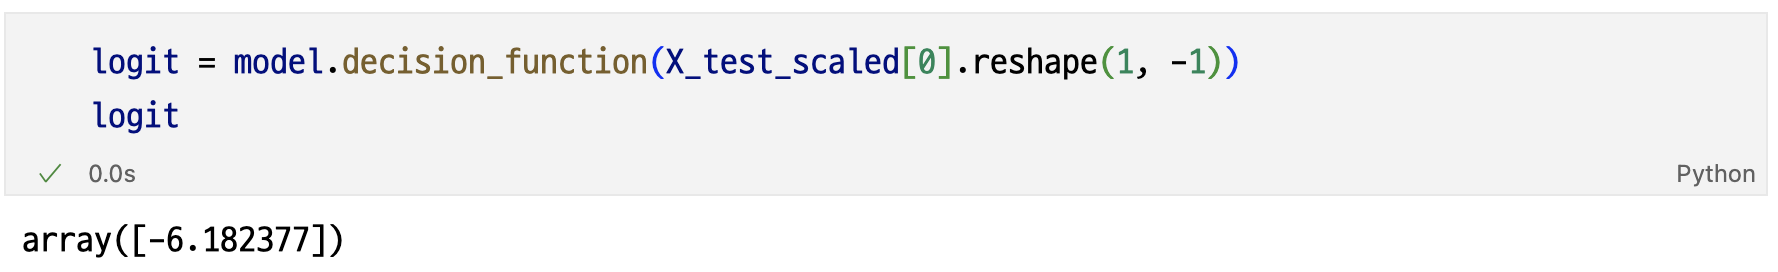 logit = model.decision_function(X_test_scaled[0].reshape(1, -1))
logit
0.0s
Python
array([-6.182377])